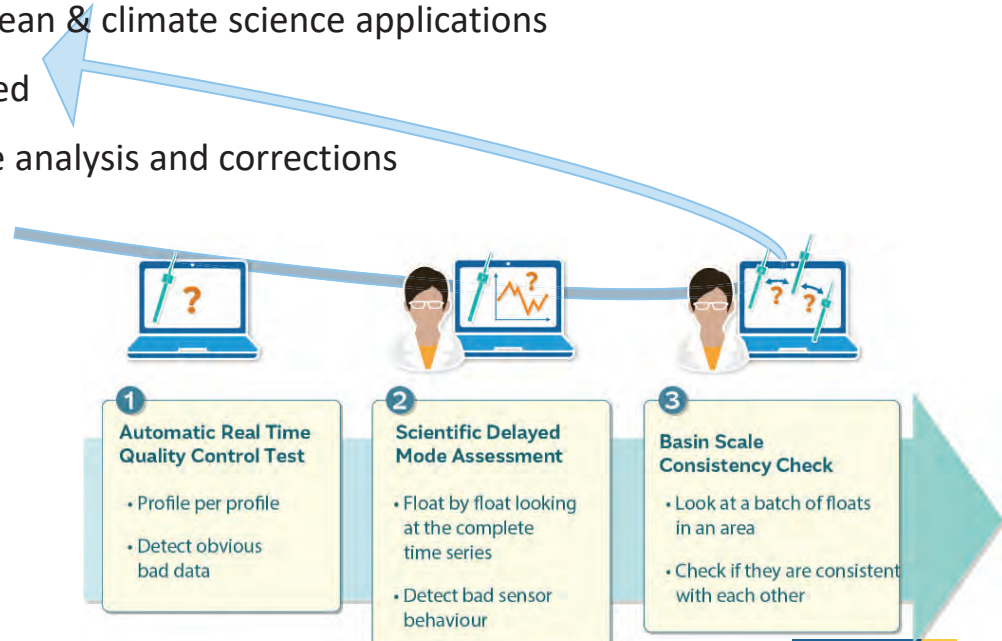 ean & climate science applications
ed
e analysis and corrections
?
?
? ?
1
Automatic Real Time
Quality Control Test
• Profile per profile
• Detect obvious
bad data
2
Scientific Delayed
Mode Assessment
• Float by float looking
at the complete
time series
• Detect bad sensor
behaviour
3
Basin Scale
Consistency Check
• Look at a batch of floats
in an area
• Check if they are consistent
with each other